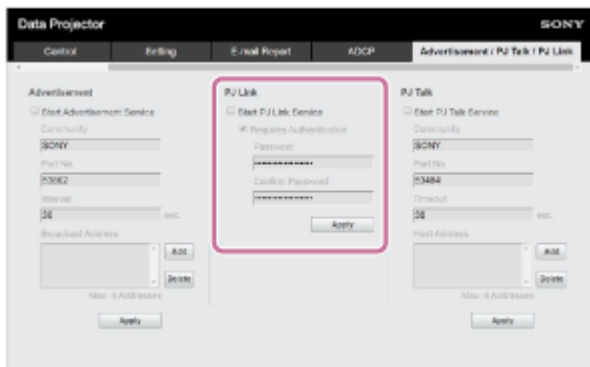 Data Projector
SONY
Control
Setting
E-mail Report
ADCP
Advertisement / PJ Talk / PJ Link
Advertisement
Start Advertisement Service
Community
SONY
Port No.
53862
Interval
30 sec.
Broadcast Address
Add
Delete
Max: 4 Addresses
Apply
PJ Link
Start PJ Link Service
Requires Authentication
Password
Confirm Password
Apply
PJ Talk
Start PJ Talk Service
Community
SONY
Port No.
53484
Timeout
30 sec.
Host Address
Add
Delete
Max: 4 Addresses
Apply